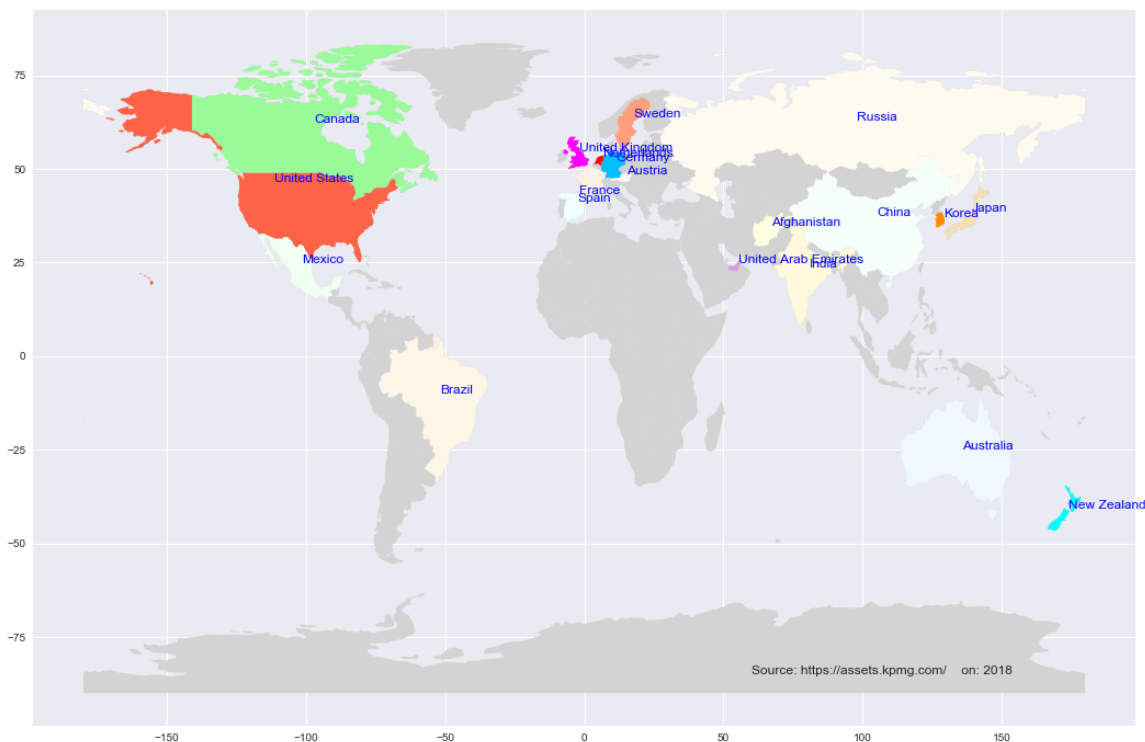 75
50
25
0
−25
−50
−75
Canada
Sweden
Russia
United Kingdom
Netherlands
Germany
Austria
United States
France
Spain
China
Korea
Japan
Afghanistan
Mexico
United Arab Emirates
India
Brazil
Australia
New Zealand
Source: https://assets.kpmg.com/    on: 2018
−150
−100
−50
0
50
100
150